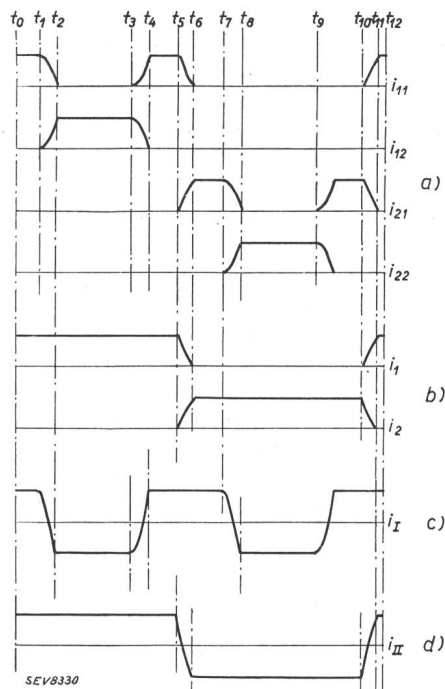 t0 t1 t2 t3 t4 t5 t6 t7 t8 t9 t10 t11 t12
i11
i12
a)
i21
i22
i1
b)
i2
iI c)
iII d)
SEV8330